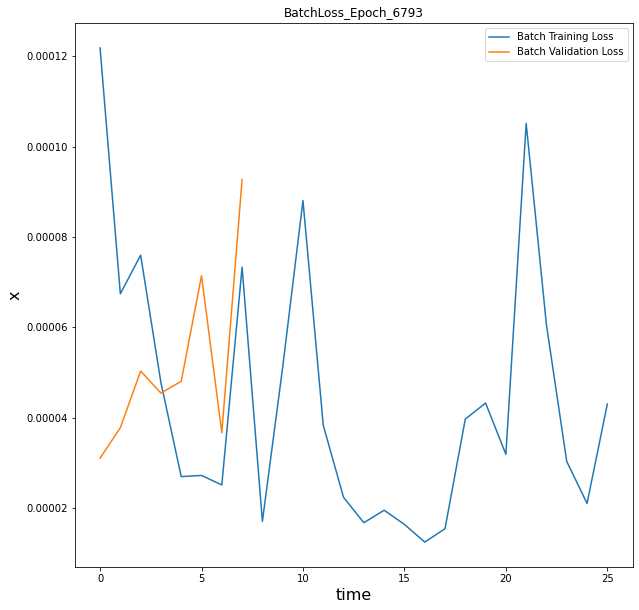 BatchLoss_Epoch_6793
Batch Training Loss
Batch Validation Loss
0.00012
0.00010
0.00008
0.00006
0.00004
0.00002
x
0 5 10 15 20 25
time